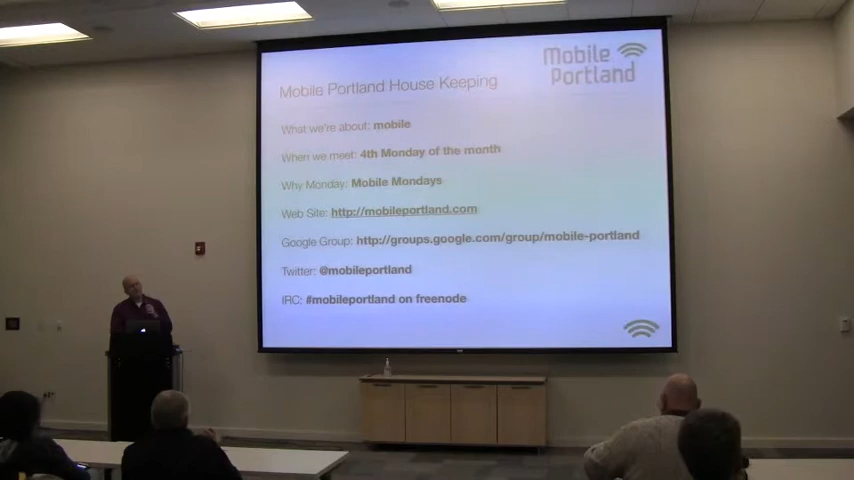 Mobile
Portland
Mobile Portland House Keeping
What we're about: mobile
When we meet: 4th Monday of the month
Why Monday: Mobile Mondays
Web Site: http://mobileportland.com
Google Group: http://groups.google.com/group/mobile-portland
Twitter: @mobileportland
IRC: #mobileportland on freenode